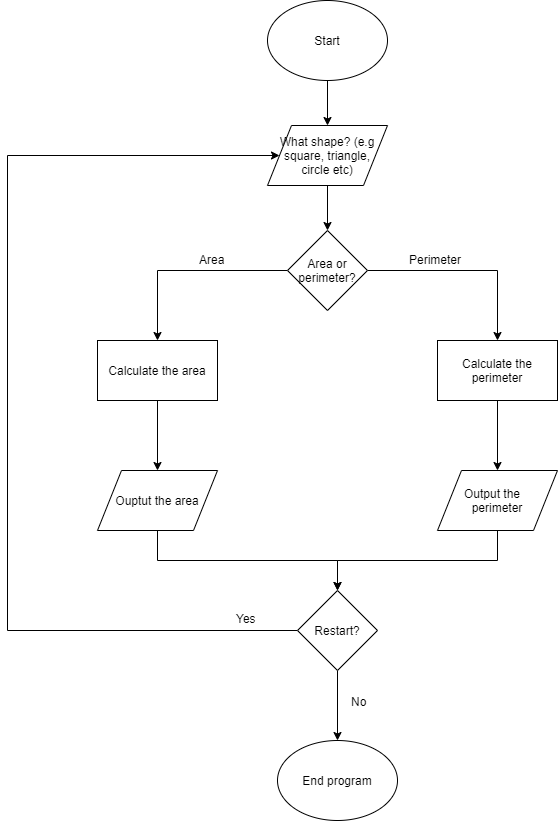 Start
What shape? (e.g
square, triangle,
circle etc)
Area or
perimeter?
Area
Perimeter
Calculate the area
Calculate the
perimeter
Ouptut the area
Output the
perimeter
Restart?
Yes
No
End program